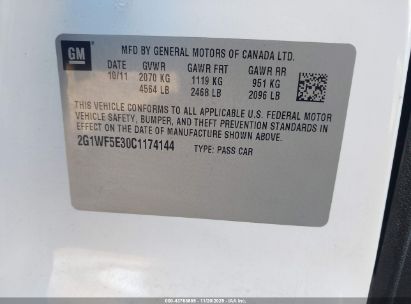 GM
MFD BY GENERAL MOTORS OF CANADA LTD.
DATE GVWR GAWR FRT GAWR RR
10/11 2070 KG 1119 KG 951 KG
4564 LB 2468 LB 2096 LB
THIS VEHICLE CONFORMS TO ALL APPLICABLE U.S. FEDERAL MOTOR
VEHICLE SAFETY, BUMPER, AND THEFT PREVENTION STANDARDS IN
EFFECT ON THE DATE OF MANUFACTURE SHOWN ABOVE.
2G1WF5E30C1174144 TYPE: PASS CAR